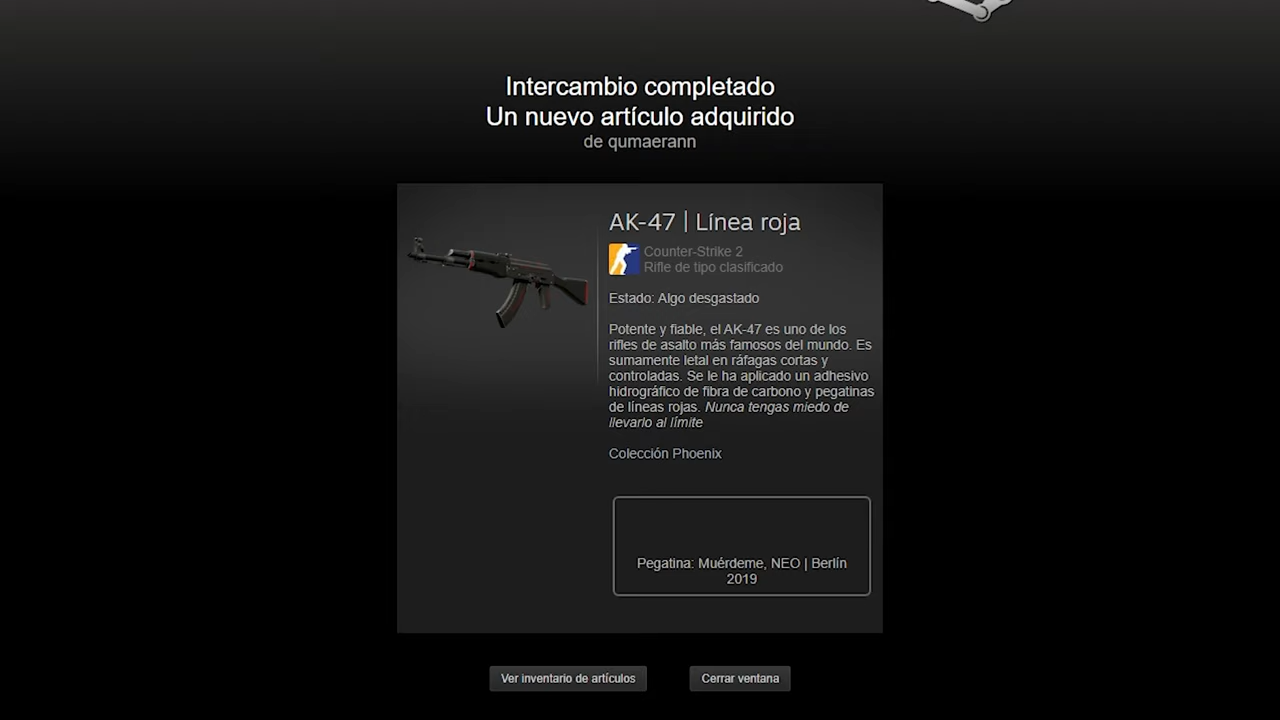 Intercambio completado
Un nuevo artículo adquirido
de qumaerann
AK-47 | Línea roja
Counter-Strike 2
Rifle de tipo clasificado
Estado: Algo desgastado
Potente y fiable, el AK-47 es uno de los
rifles de asalto más famosos del mundo. Es
sumamente letal en ráfagas cortas y
controladas. Se le ha aplicado un adhesivo
hidrográfico de fibra de carbono y pegatinas
de líneas rojas. Nunca tengas miedo de
llevarlo al límite
Colección Phoenix
Pegatina: Muérdeme, NEO | Berlín
2019
Ver inventario de artículos
Cerrar ventana